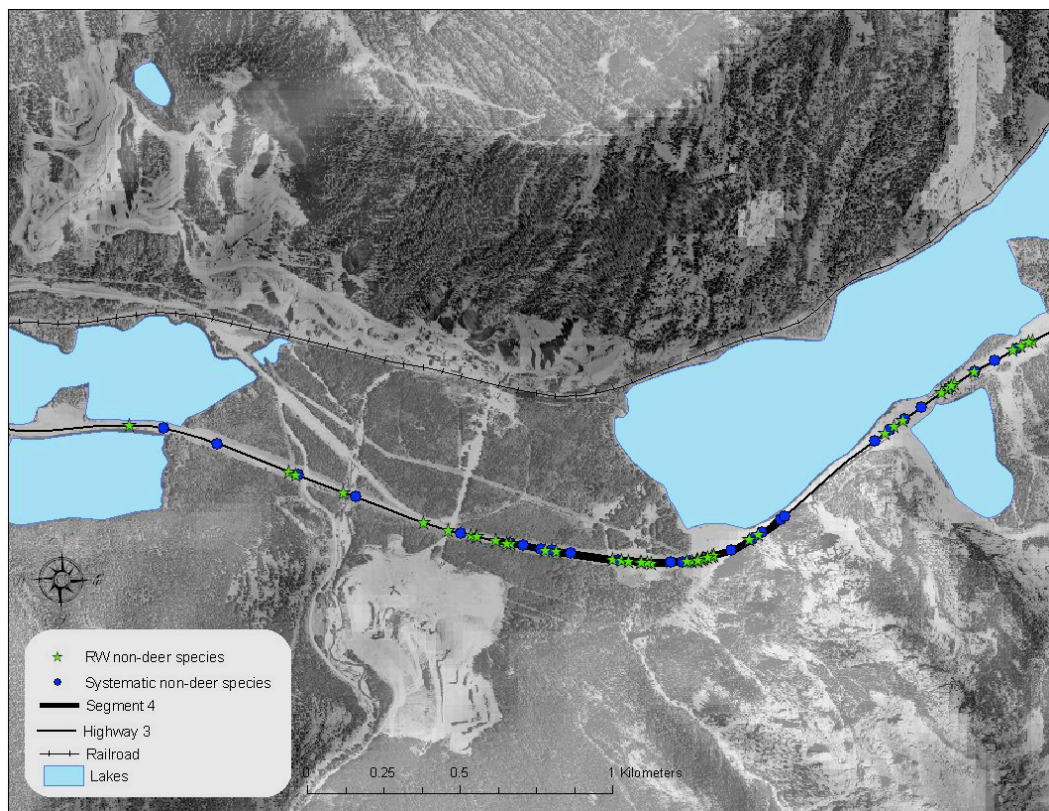 RW non-deer species
Systematic non-deer species
Segment 4
Highway 3
Railroad
Lakes
0 0.25 0.5 1 Kilometers